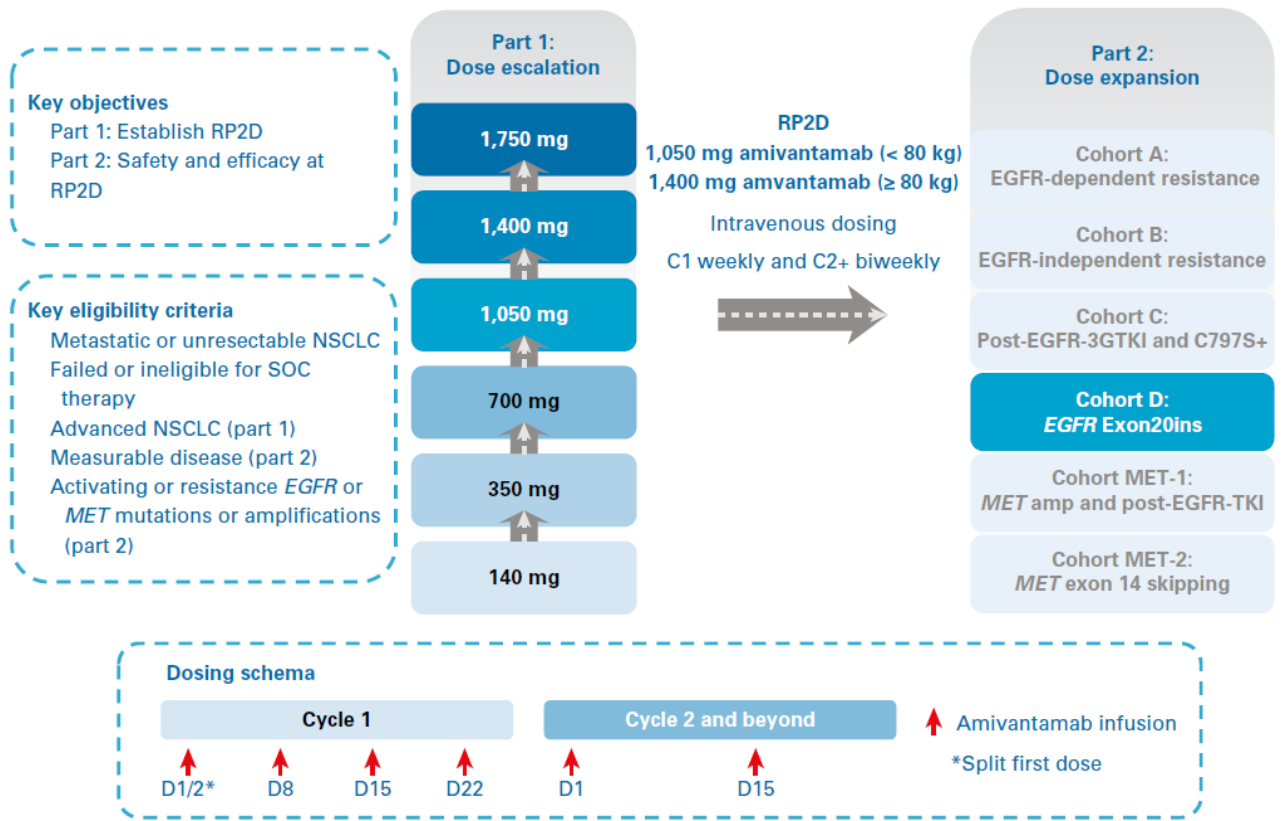 Key objectives
Part 1: Establish RP2D
Part 2: Safety and efficacy at
RP2D
Key eligibility criteria
Metastatic or unresectable NSCLC
Failed or ineligible for SOC
therapy
Advanced NSCLC (part 1)
Measurable disease (part 2)
Activating or resistance EGFR or
MET mutations or amplifications
(part 2)
Part 1:
Dose escalation
1,750 mg
1,400 mg
1,050 mg
700 mg
350 mg
140 mg
RP2D
1,050 mg amivantamab (< 80 kg)
1,400 mg amvantamab (≥ 80 kg)
Intravenous dosing
C1 weekly and C2+ biweekly
Part 2:
Dose expansion
Cohort A:
EGFR-dependent resistance
Cohort B:
EGFR-independent resistance
Cohort C:
Post-EGFR-3GTKI and C797S+
Cohort D:
EGFR Exon20ins
Cohort MET-1:
MET amp and post-EGFR-TKI
Cohort MET-2:
MET exon 14 skipping
Dosing schema
Cycle 1
Cycle 2 and beyond
D1/2*
D8
D15
D22
D1
D15
Amivantamab infusion
*Split first dose